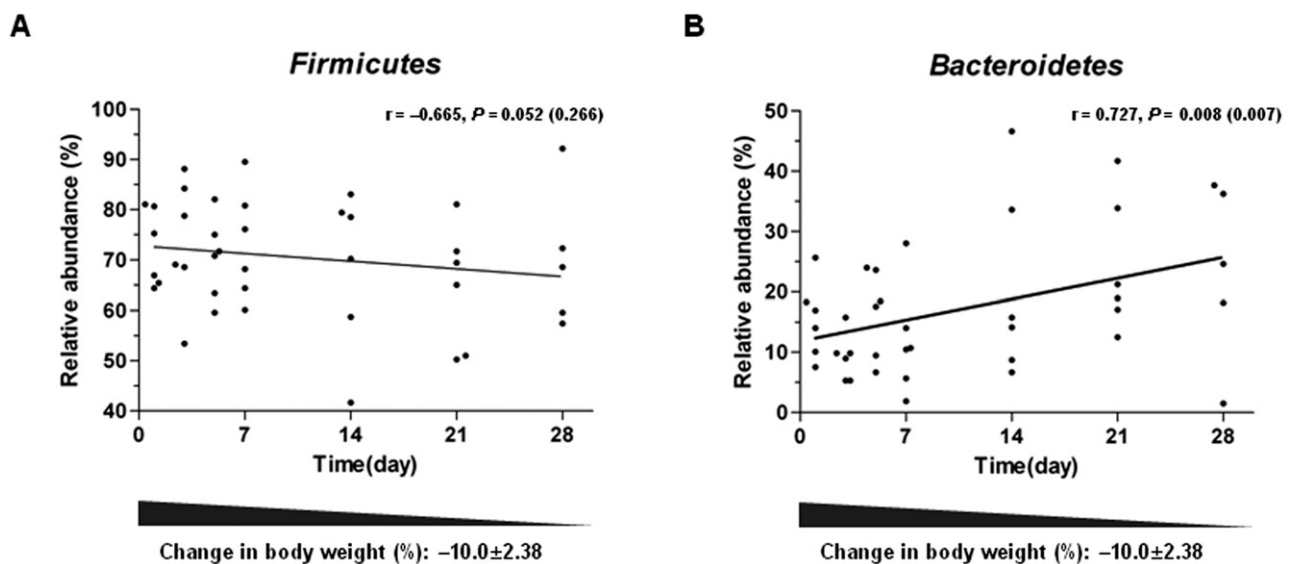 A
Firmicutes
r = –0.665, P = 0.052 (0.266)
Relative abundance (%)
100
90
80
70
60
50
40
0 7 14 21 28
Time(day)
Change in body weight (%): –10.0±2.38
B
Bacteroidetes
r = 0.727, P = 0.008 (0.007)
Relative abundance (%)
50
40
30
20
10
0
0 7 14 21 28
Time(day)
Change in body weight (%): –10.0±2.38